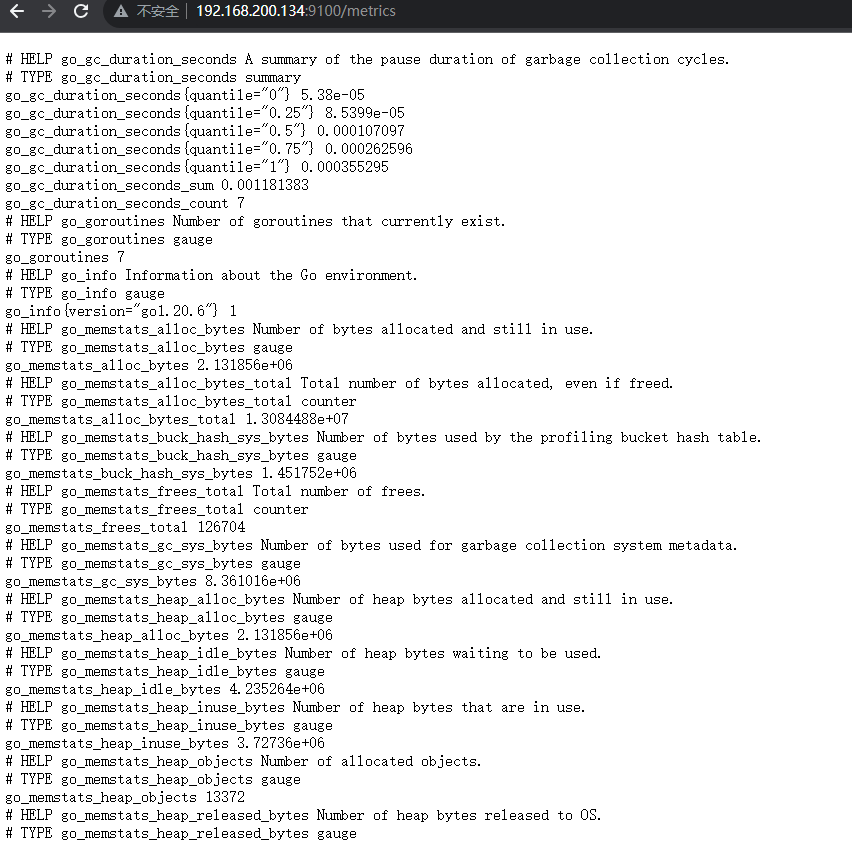 不安全 192.168.200.134:9100/metrics
# HELP go_gc_duration_seconds A summary of the pause duration of garbage collection cycles.
# TYPE go_gc_duration_seconds summary
go_gc_duration_seconds{quantile="0"} 5.38e-05
go_gc_duration_seconds{quantile="0.25"} 8.5399e-05
go_gc_duration_seconds{quantile="0.5"} 0.000107097
go_gc_duration_seconds{quantile="0.75"} 0.000262596
go_gc_duration_seconds{quantile="1"} 0.000355295
go_gc_duration_seconds_sum 0.001181383
go_gc_duration_seconds_count 7
# HELP go_goroutines Number of goroutines that currently exist.
# TYPE go_goroutines gauge
go_goroutines 7
# HELP go_info Information about the Go environment.
# TYPE go_info gauge
go_info{version="go1.20.6"} 1
# HELP go_memstats_alloc_bytes Number of bytes allocated and still in use.
# TYPE go_memstats_alloc_bytes gauge
go_memstats_alloc_bytes 2.131856e+06
# HELP go_memstats_alloc_bytes_total Total number of bytes allocated, even if freed.
# TYPE go_memstats_alloc_bytes_total counter
go_memstats_alloc_bytes_total 1.3084488e+07
# HELP go_memstats_buck_hash_sys_bytes Number of bytes used by the profiling bucket hash table.
# TYPE go_memstats_buck_hash_sys_bytes gauge
go_memstats_buck_hash_sys_bytes 1.451752e+06
# HELP go_memstats_frees_total Total number of frees.
# TYPE go_memstats_frees_total counter
go_memstats_frees_total 126704
# HELP go_memstats_gc_sys_bytes Number of bytes used for garbage collection system metadata.
# TYPE go_memstats_gc_sys_bytes gauge
go_memstats_gc_sys_bytes 8.361016e+06
# HELP go_memstats_heap_alloc_bytes Number of heap bytes allocated and still in use.
# TYPE go_memstats_heap_alloc_bytes gauge
go_memstats_heap_alloc_bytes 2.131856e+06
# HELP go_memstats_heap_idle_bytes Number of heap bytes waiting to be used.
# TYPE go_memstats_heap_idle_bytes gauge
go_memstats_heap_idle_bytes 4.235264e+06
# HELP go_memstats_heap_inuse_bytes Number of heap bytes that are in use.
# TYPE go_memstats_heap_inuse_bytes gauge
go_memstats_heap_inuse_bytes 3.72736e+06
# HELP go_memstats_heap_objects Number of allocated objects.
# TYPE go_memstats_heap_objects gauge
go_memstats_heap_objects 13372
# HELP go_memstats_heap_released_bytes Number of heap bytes released to OS.
# TYPE go_memstats_heap_released_bytes gauge